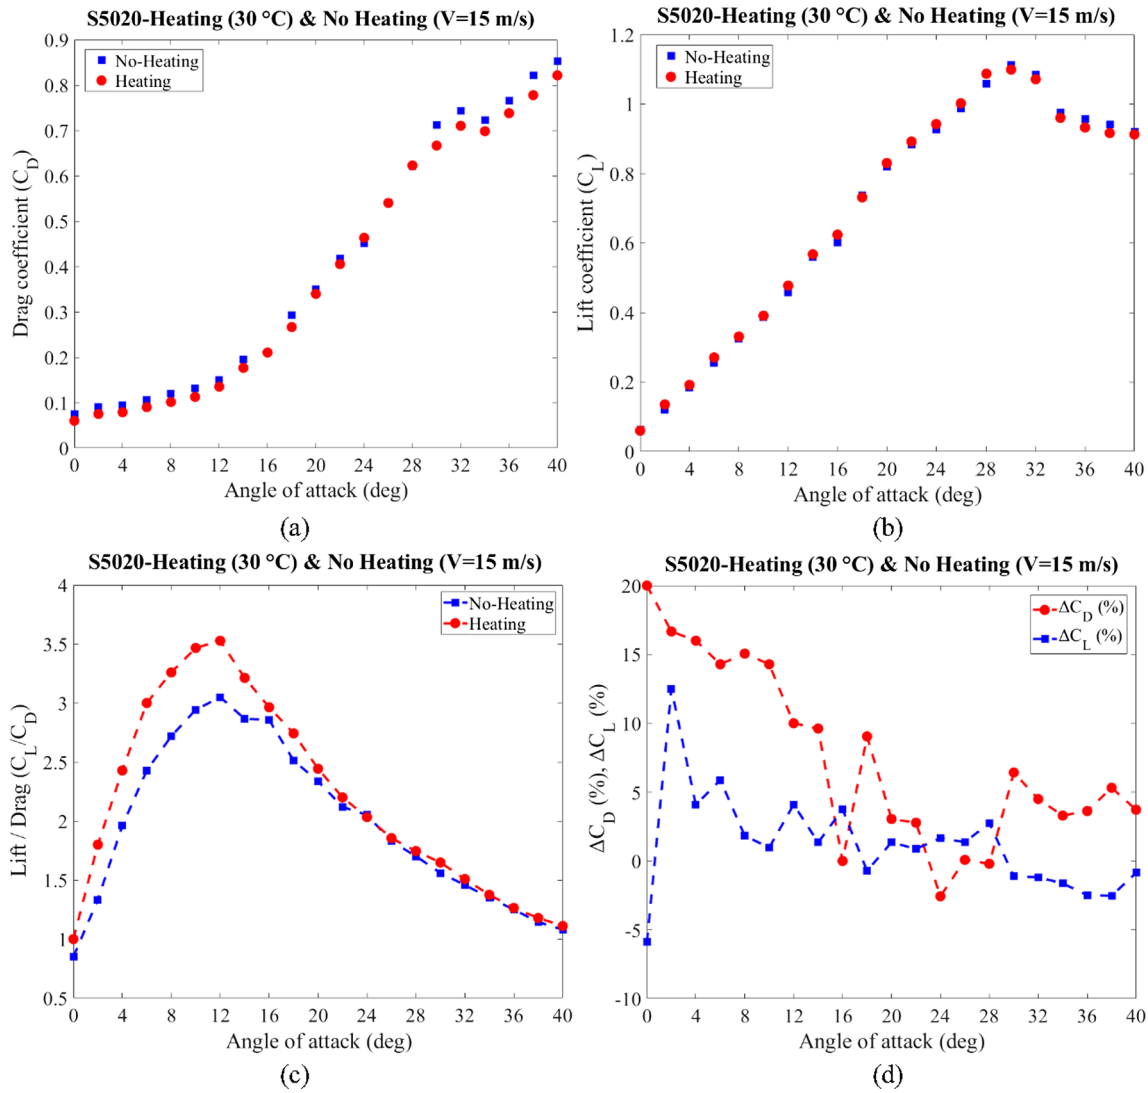 S5020-Heating (30 °C) & No Heating (V=15 m/s)
0.9
0.8
0.7
0.6
0.5
0.4
0.3
0.2
0.1
0
No-Heating
Heating
Drag coefficient (C_D)
0 4 8 12 16 20 24 28 32 36 40
Angle of attack (deg)
(a)
S5020-Heating (30 °C) & No Heating (V=15 m/s)
1.2
1
0.8
0.6
0.4
0.2
0
No-Heating
Heating
Lift coefficient (C_L)
0 4 8 12 16 20 24 28 32 36 40
Angle of attack (deg)
(b)
S5020-Heating (30 °C) & No Heating (V=15 m/s)
4
3.5
3
2.5
2
1.5
1
0.5
No-Heating
Heating
Lift / Drag (C_L/C_D)
0 4 8 12 16 20 24 28 32 36 40
Angle of attack (deg)
(c)
S5020-Heating (30 °C) & No Heating (V=15 m/s)
20
15
10
5
0
-5
-10
ΔC_D (%)
ΔC_L (%)
ΔC_D (%), ΔC_L (%)
0 4 8 12 16 20 24 28 32 36 40
Angle of attack (deg)
(d)